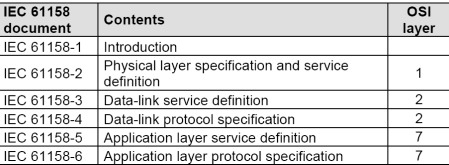 IEC 61158 document Contents OSI layer
IEC 61158-1 Introduction
IEC 61158-2 Physical layer specification and service definition 1
IEC 61158-3 Data-link service definition 2
IEC 61158-4 Data-link protocol specification 2
IEC 61158-5 Application layer service definition 7
IEC 61158-6 Application layer protocol specification 7